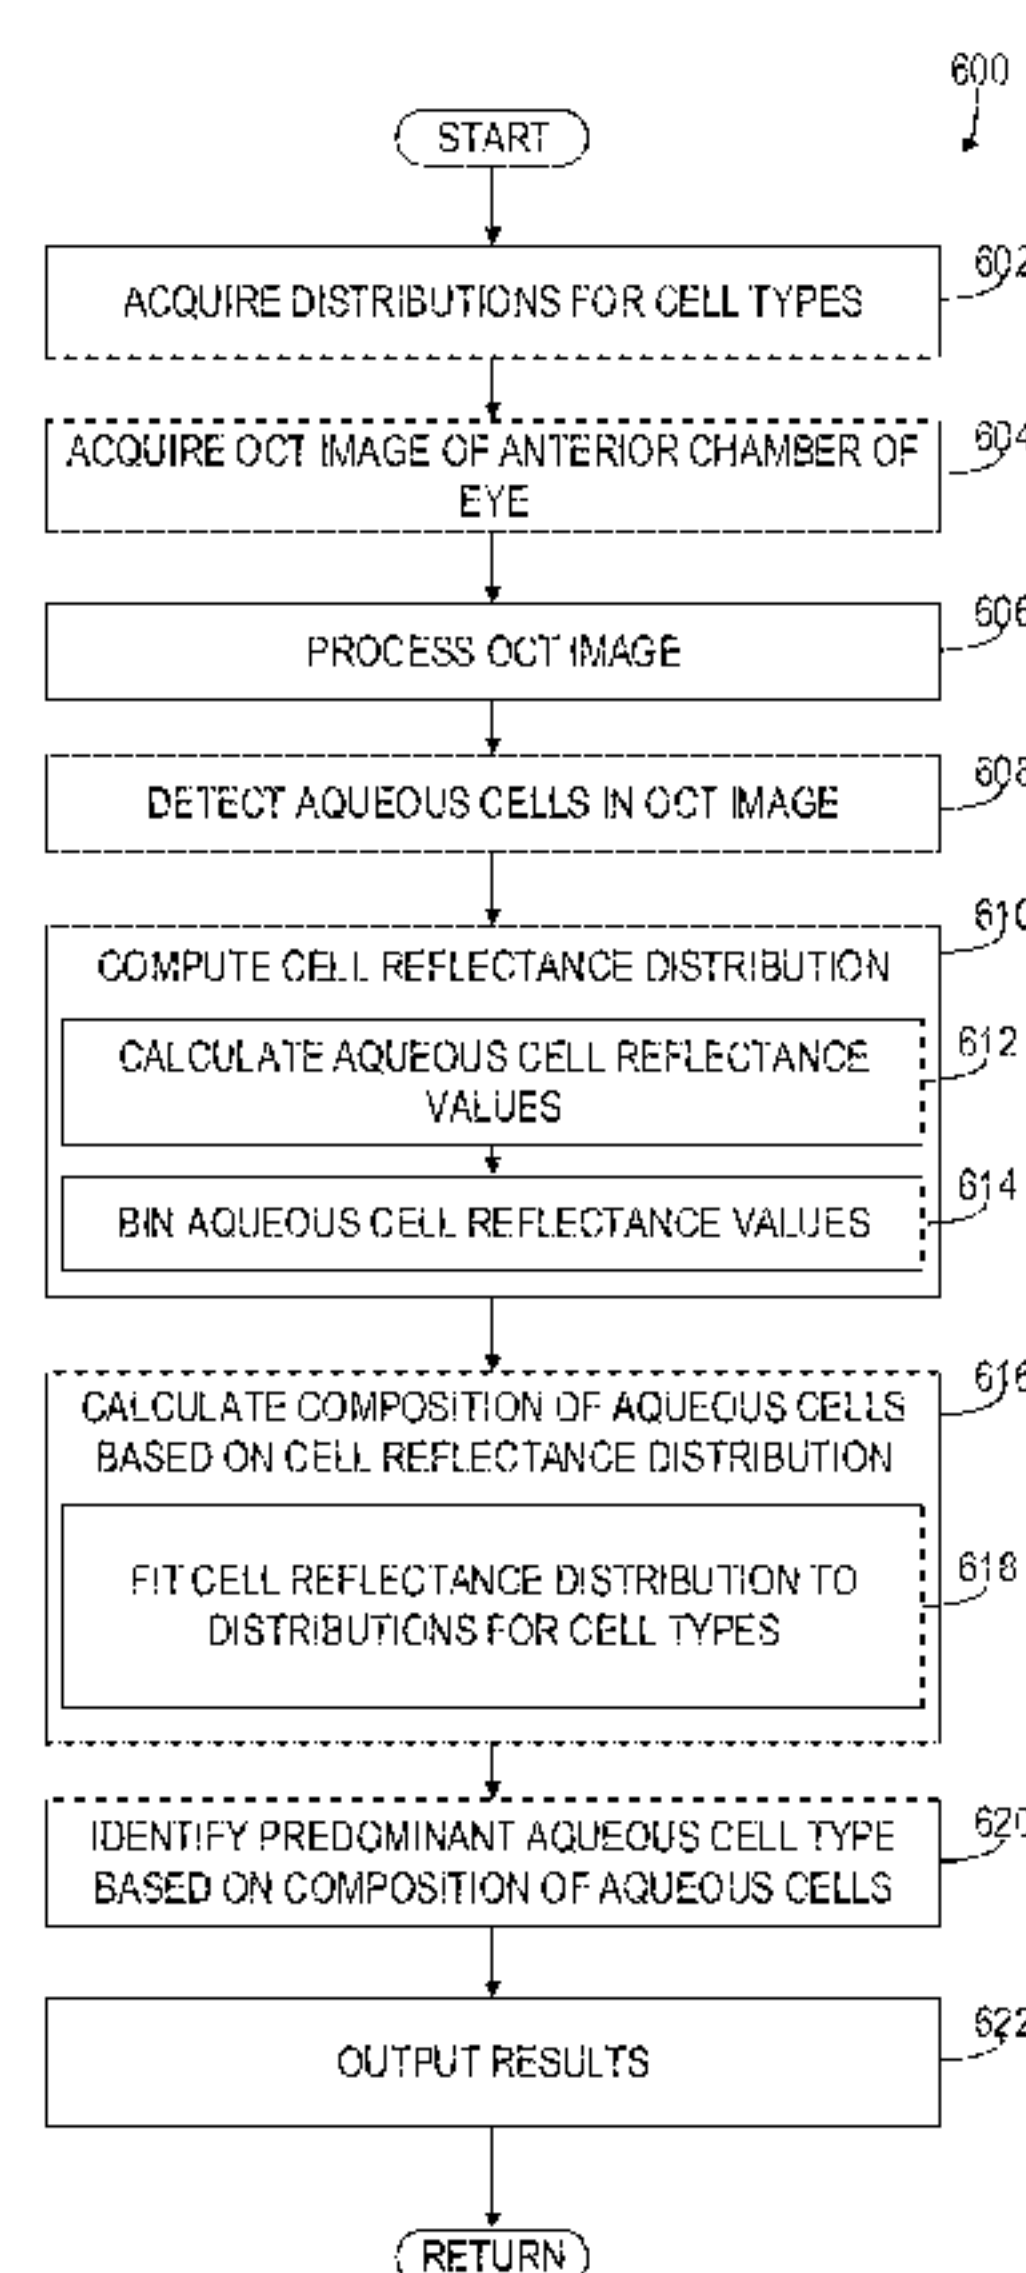 600
START
602
ACQUIRE DISTRIBUTIONS FOR CELL TYPES
604
ACQUIRE OCT IMAGE OF ANTERIOR CHAMBER OF
EYE
606
PROCESS OCT IMAGE
608
DETECT AQUEOUS CELLS IN OCT IMAGE
610
COMPUTE CELL REFLECTANCE DISTRIBUTION
612
CALCULATE AQUEOUS CELL REFLECTANCE
VALUES
614
BIN AQUEOUS CELL REFLECTANCE VALUES
616
CALCULATE COMPOSITION OF AQUEOUS CELLS
BASED ON CELL REFLECTANCE DISTRIBUTION
618
FIT CELL REFLECTANCE DISTRIBUTION TO
DISTRIBUTIONS FOR CELL TYPES
620
IDENTIFY PREDOMINANT AQUEOUS CELL TYPE
BASED ON COMPOSITION OF AQUEOUS CELLS
622
OUTPUT RESULTS
RETURN